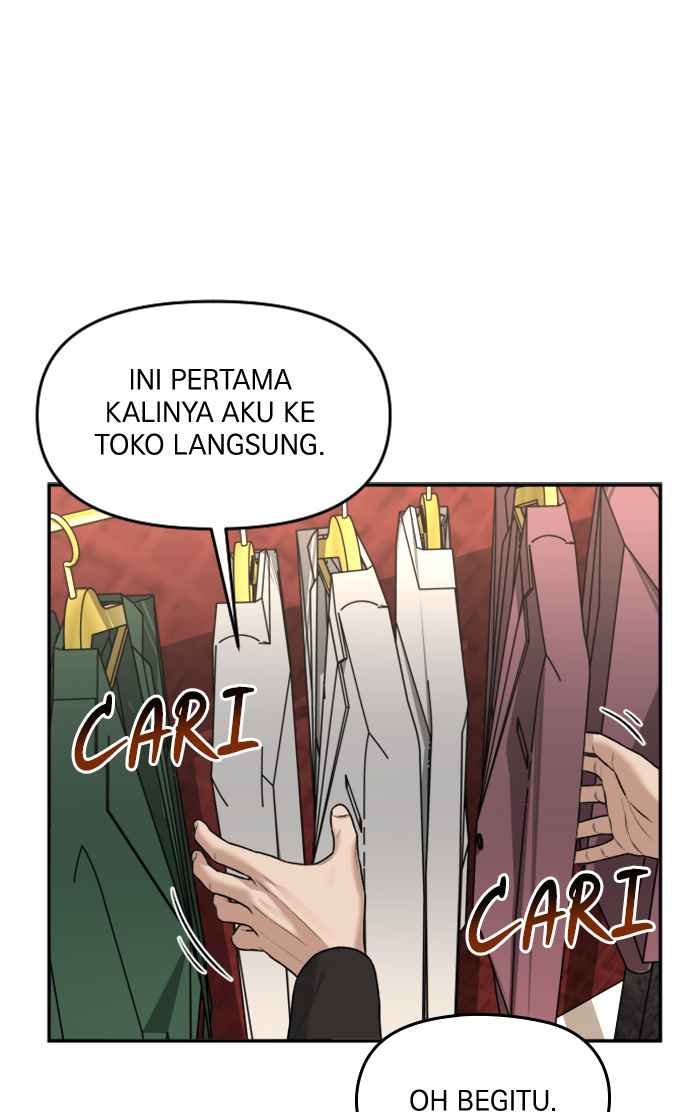 INI PERTAMA
KALINYA AKU KE
TOKO LANGSUNG.
CARI
CARI
OH BEGITU.